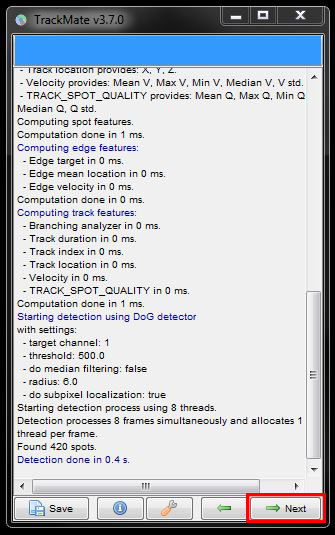 TrackMate v3.7.0
- Track location provides: X, Y, Z.
- Velocity provides: Mean V, Max V, Min V, Median V, V std.
- TRACK_SPOT_QUALITY provides: Mean Q, Max Q, Min Q
Median Q, Q std.
Computing spot features:
Computation done in 1 ms.
Computing edge features:
- Edge target in 0 ms.
- Edge mean location in 0 ms.
- Edge velocity in 0 ms.
Computation done in 0 ms.
Computing track features:
- Branching analyzer in 0 ms.
- Track duration in 0 ms.
- Track index in 0 ms.
- Track location in 0 ms.
- Velocity in 0 ms.
- TRACK_SPOT_QUALITY in 0 ms.
Computation done in 1 ms.
Starting detection using DoG detector
with settings:
- target channel: 1
- threshold: 500.0
- do median filtering: false
- radius: 6.0
- do subpixel localization: true
Starting detection process using 8 threads.
Detection processes 8 frames simultaneously and allocates 1
thread per frame.
Found 420 spots.
Detection done in 0.4 s.
Save
Next